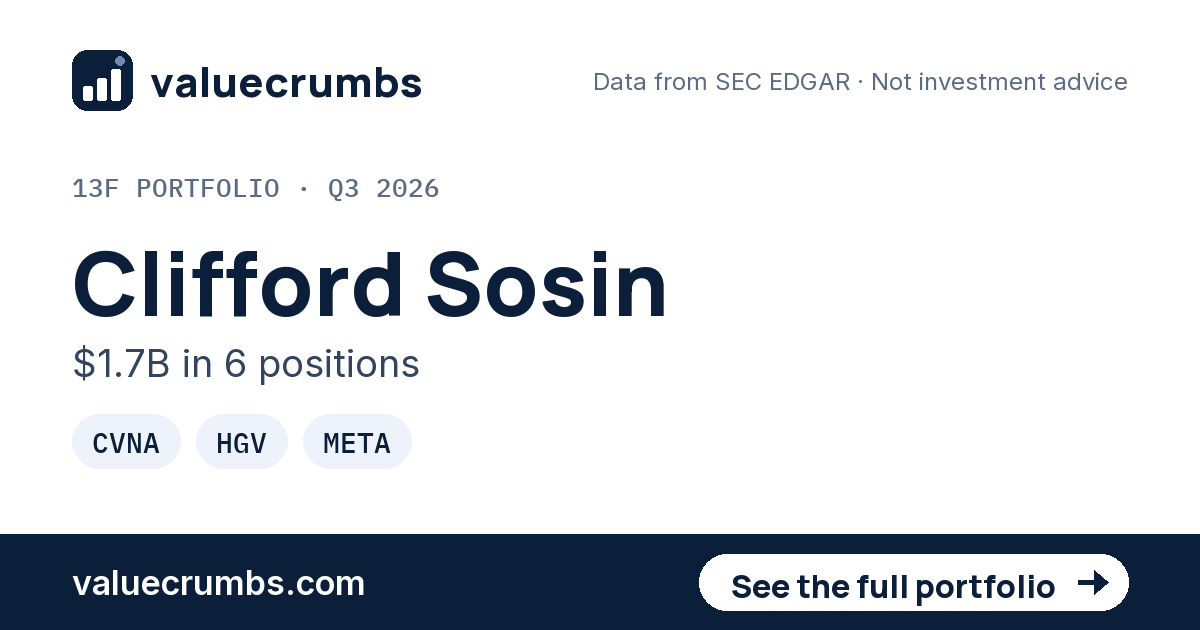 valuecrumbs
Data from SEC EDGAR · Not investment advice
13F PORTFOLIO · Q3 2026
Clifford Sosin
$1.7B in 6 positions
CVNA HGV META
valuecrumbs.com
See the full portfolio →